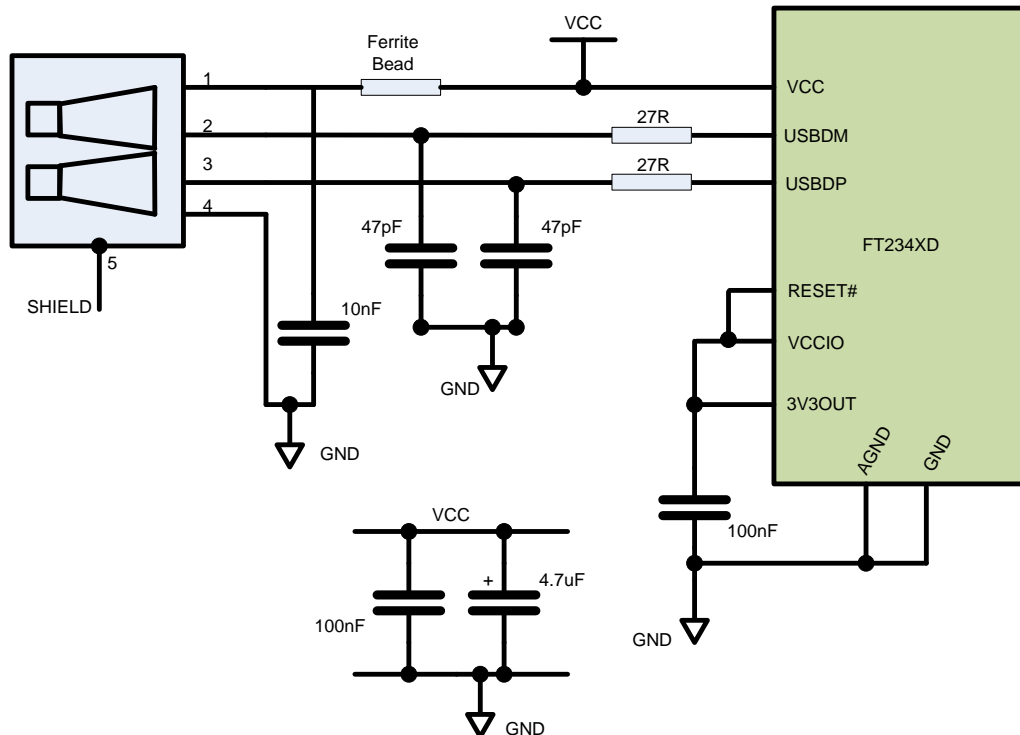 VCC
Ferrite
Bead
1
VCC
27R
2
USBDM
27R
3
USBDP
4
47pF
47pF
FT234XD
5
SHIELD
RESET#
10nF
VCCIO
GND
3V3OUT
GND
AGND
GND
VCC
100nF
4.7uF
+
100nF
GND
GND